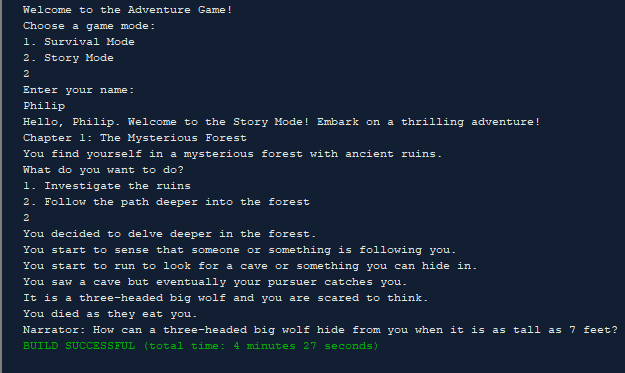 Welcome to the Adventure Game!
Choose a game mode:
1. Survival Mode
2. Story Mode
2
Enter your name:
Philip
Hello, Philip. Welcome to the Story Mode! Embark on a thrilling adventure!
Chapter 1: The Mysterious Forest
You find yourself in a mysterious forest with ancient ruins.
What do you want to do?
1. Investigate the ruins
2. Follow the path deeper into the forest
2
You decided to delve deeper in the forest.
You start to sense that someone or something is following you.
You start to run to look for a cave or something you can hide in.
You saw a cave but eventually your pursuer catches you.
It is a three-headed big wolf and you are scared to think.
You died as they eat you.
Narrator: How can a three-headed big wolf hide from you when it is as tall as 7 feet?
BUILD SUCCESSFUL (total time: 4 minutes 27 seconds)